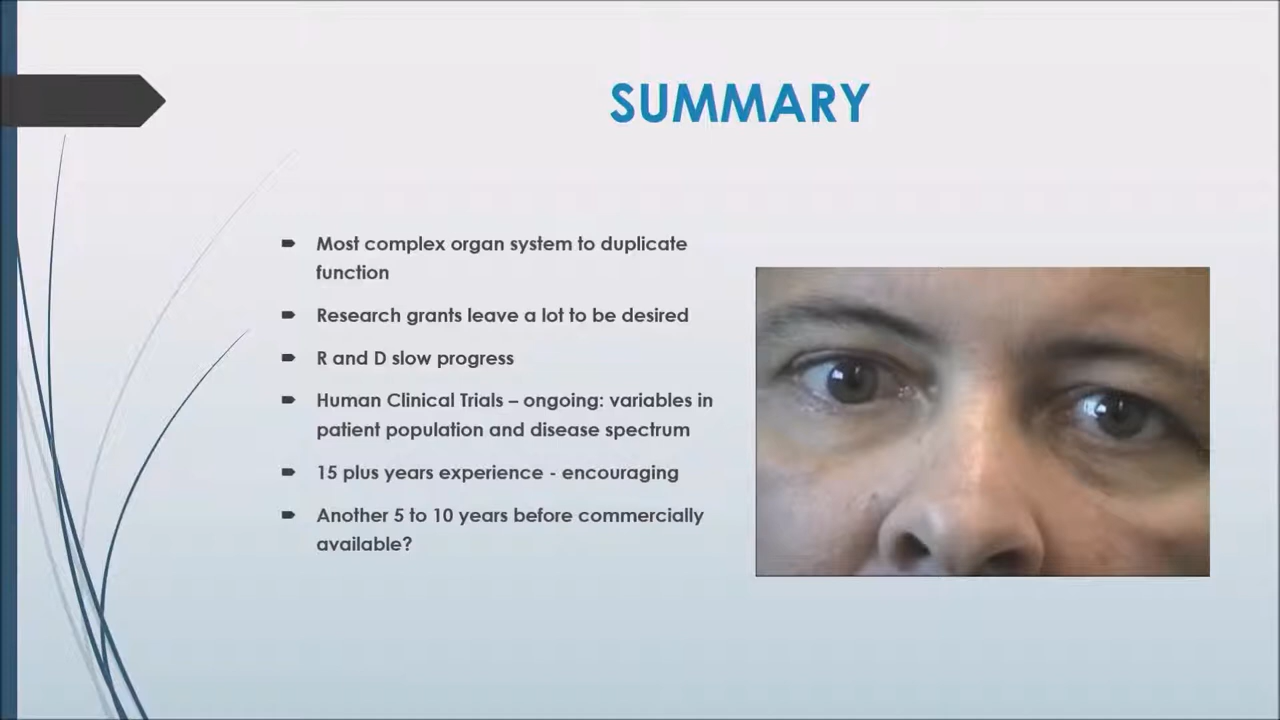 SUMMARY
Most complex organ system to duplicate
function
Research grants leave a lot to be desired
R and D slow progress
Human Clinical Trials – ongoing: variables in
patient population and disease spectrum
15 plus years experience - encouraging
Another 5 to 10 years before commercially
available?